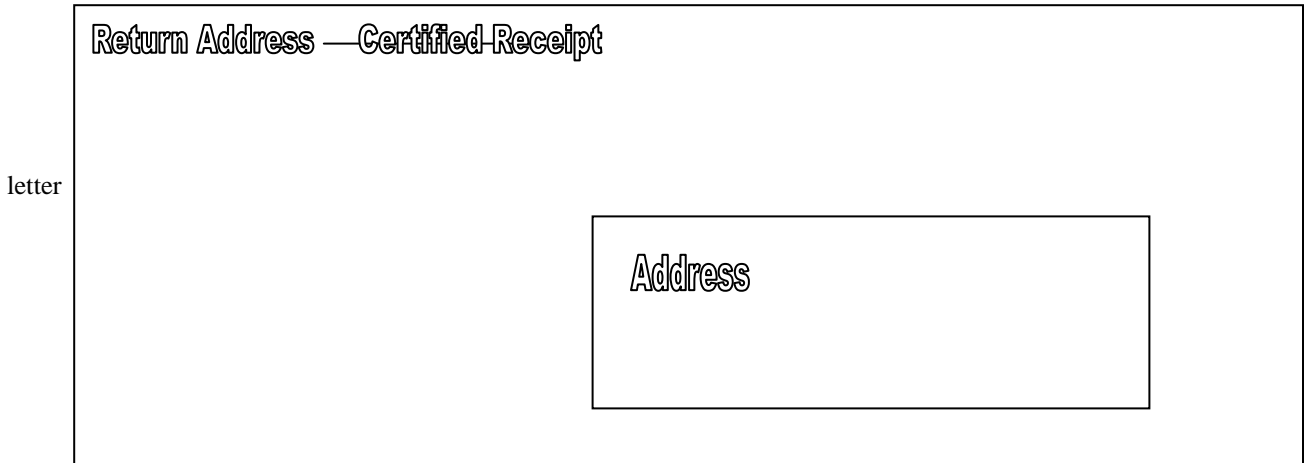 Return Address — Certified Receipt
letter
Address